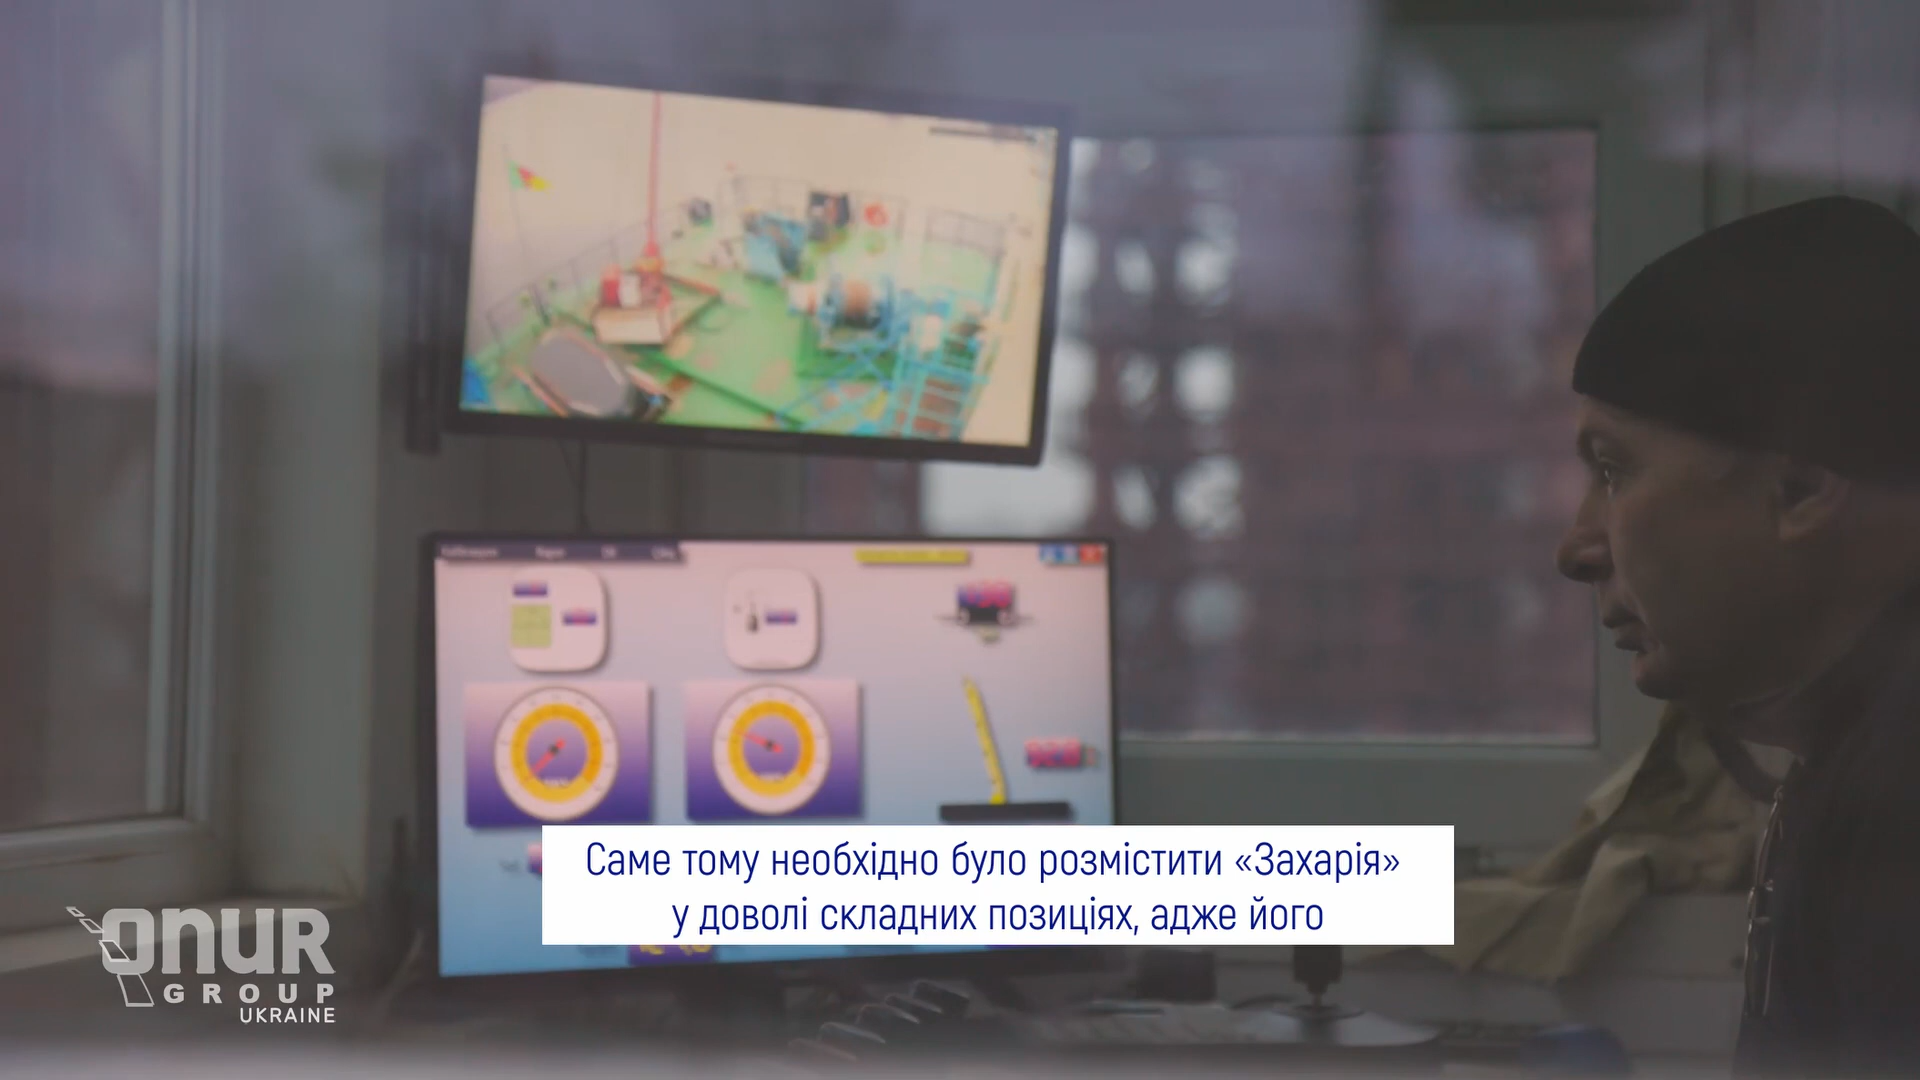 Саме тому необхідно було розмістити «Захарія»
у доволі складних позиціях, адже його
ONUR
GROUP
UKRAINE